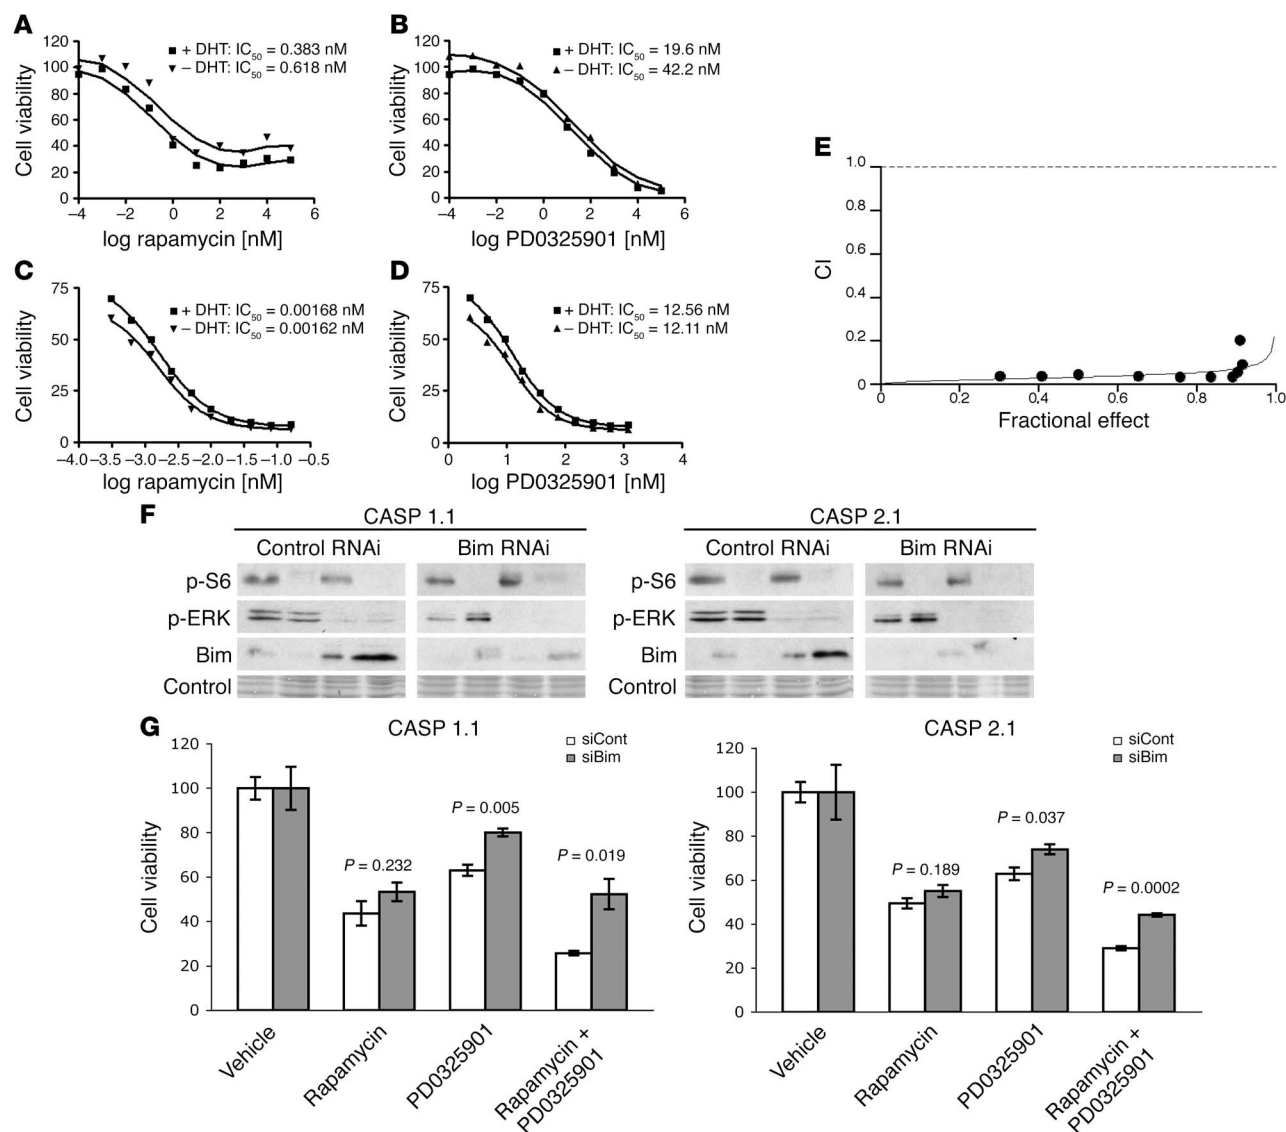 A
120
100
80
60
40
20
0
Cell viability
+ DHT: IC50 = 0.383 nM
– DHT: IC50 = 0.618 nM
–4 –2 0 2 4 6
log rapamycin [nM]
B
120
100
80
60
40
20
0
Cell viability
+ DHT: IC50 = 19.6 nM
– DHT: IC50 = 42.2 nM
–4 –2 0 2 4 6
log PD0325901 [nM]
C
75
50
25
0
Cell viability
+ DHT: IC50 = 0.00168 nM
– DHT: IC50 = 0.00162 nM
–4.0 –3.5 –3.0 –2.5 –2.0 –1.5 –1.0 –0.5
log rapamycin [nM]
D
75
50
25
0
Cell viability
+ DHT: IC50 = 12.56 nM
– DHT: IC50 = 12.11 nM
0 1 2 3 4
log PD0325901 [nM]
E
1.0
0.8
0.6
0.4
0.2
0
CI
0 0.2 0.4 0.6 0.8 1.0
Fractional effect
F
CASP 1.1
Control RNAi Bim RNAi
p-S6
p-ERK
Bim
Control
CASP 2.1
Control RNAi Bim RNAi
p-S6
p-ERK
Bim
Control
G
CASP 1.1
siCont
siBim
120
100
80
60
40
20
0
Cell viability
P = 0.232
P = 0.005
P = 0.019
Vehicle
Rapamycin
PD0325901
Rapamycin +
PD0325901
CASP 2.1
siCont
siBim
120
100
80
60
40
20
0
Cell viability
P = 0.189
P = 0.037
P = 0.0002
Vehicle
Rapamycin
PD0325901
Rapamycin +
PD0325901